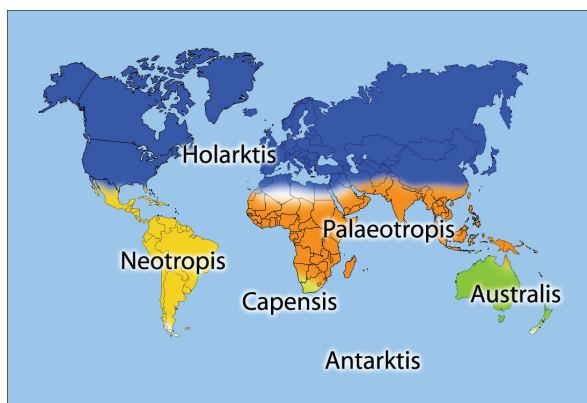 Holarktis
Palaeotropis
Neotropis
Capensis
Australis
Antarktis